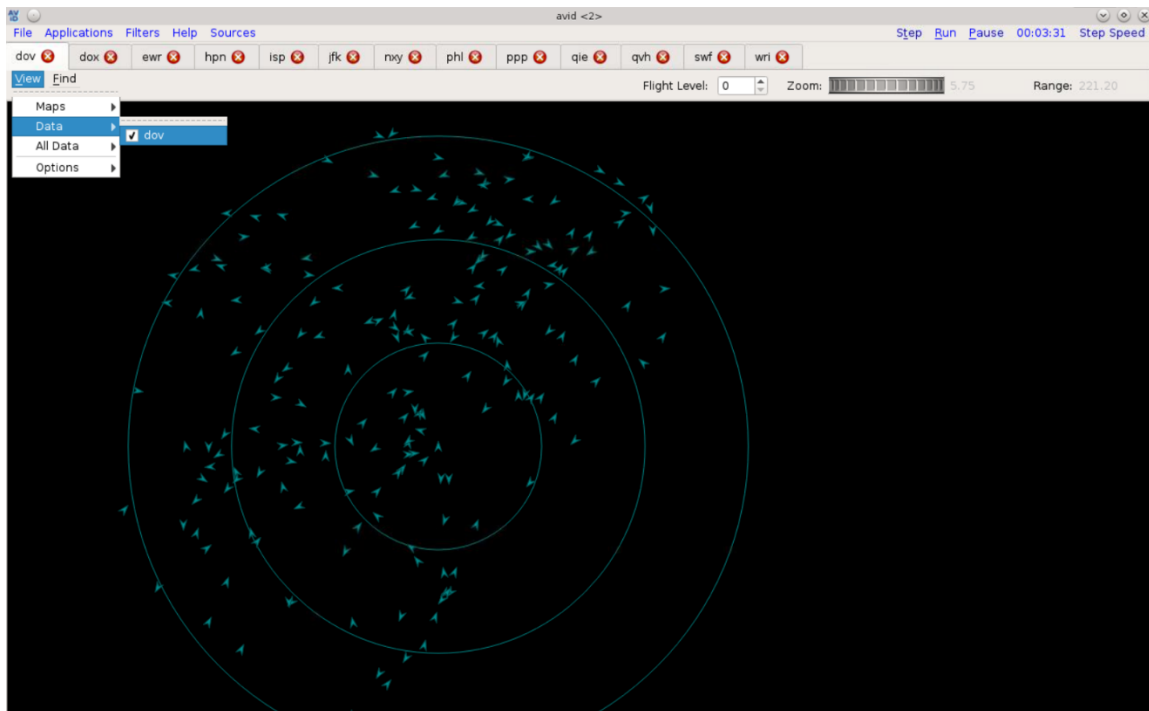 avid <2>
File Applications Filters Help Sources Step Run Pause 00:03:31 Step Speed
dov dox ewr hpn isp jfk nxy phl ppp qie qvh swf wri
View Find Flight Level: 0 Zoom: 5.75 Range: 221.20
Maps
Data dov
All Data
Options